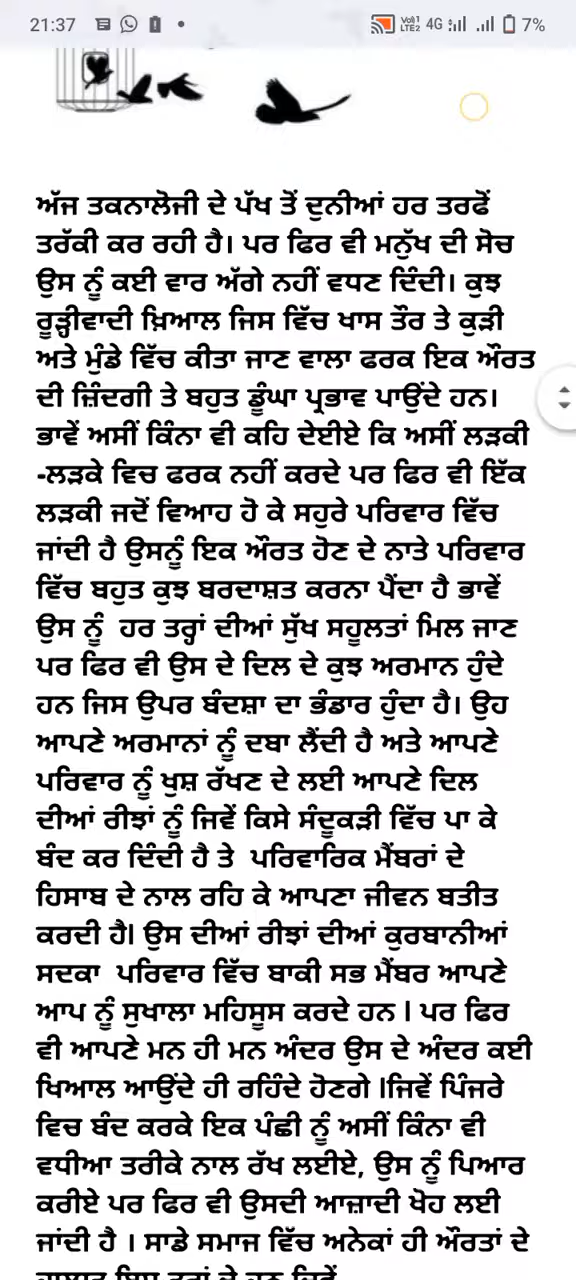 21:37
Vo) 1 LTE2 4G 7%
ਅੱਜ ਤਕਨਾਲੋਜੀ ਦੇ ਪੱਖ ਤੋਂ ਦੁਨੀਆਂ ਹਰ ਤਰਫੋਂ
ਤਰੱਕੀ ਕਰ ਰਹੀ ਹੈ। ਪਰ ਫਿਰ ਵੀ ਮਨੁੱਖ ਦੀ ਸੋਚ
ਉਸ ਨੂੰ ਕਈ ਵਾਰ ਅੱਗੇ ਨਹੀਂ ਵਧਣ ਦਿੰਦੀ। ਕੁਝ
ਰੂੜ੍ਹੀਵਾਦੀ ਖ਼ਿਆਲ ਜਿਸ ਵਿੱਚ ਖਾਸ ਤੌਰ ਤੇ ਕੁੜੀ
ਅਤੇ ਮੁੰਡੇ ਵਿੱਚ ਕੀਤਾ ਜਾਣ ਵਾਲਾ ਫਰਕ ਇਕ ਔਰਤ
ਦੀ ਜ਼ਿੰਦਗੀ ਤੇ ਬਹੁਤ ਡੂੰਘਾ ਪ੍ਰਭਾਵ ਪਾਉਂਦੇ ਹਨ।
ਭਾਵੇਂ ਅਸੀਂ ਕਿੰਨਾ ਵੀ ਕਹਿ ਦੇਈਏ ਕਿ ਅਸੀਂ ਲੜਕੀ
-ਲੜਕੇ ਵਿਚ ਫਰਕ ਨਹੀਂ ਕਰਦੇ ਪਰ ਫਿਰ ਵੀ ਇੱਕ
ਲੜਕੀ ਜਦੋਂ ਵਿਆਹ ਹੋ ਕੇ ਸਹੁਰੇ ਪਰਿਵਾਰ ਵਿੱਚ
ਜਾਂਦੀ ਹੈ ਉਸਨੂੰ ਇਕ ਔਰਤ ਹੋਣ ਦੇ ਨਾਤੇ ਪਰਿਵਾਰ
ਵਿੱਚ ਬਹੁਤ ਕੁਝ ਬਰਦਾਸ਼ਤ ਕਰਨਾ ਪੈਂਦਾ ਹੈ ਭਾਵੇਂ
ਉਸ ਨੂੰ  ਹਰ ਤਰ੍ਹਾਂ ਦੀਆਂ ਸੁੱਖ ਸਹੂਲਤਾਂ ਮਿਲ ਜਾਣ
ਪਰ ਫਿਰ ਵੀ ਉਸ ਦੇ ਦਿਲ ਦੇ ਕੁਝ ਅਰਮਾਨ ਹੁੰਦੇ
ਹਨ ਜਿਸ ਉਪਰ ਬੰਦਸ਼ਾ ਦਾ ਭੰਡਾਰ ਹੁੰਦਾ ਹੈ। ਉਹ
ਆਪਣੇ ਅਰਮਾਨਾਂ ਨੂੰ ਦਬਾ ਲੈਂਦੀ ਹੈ ਅਤੇ ਆਪਣੇ
ਪਰਿਵਾਰ ਨੂੰ ਖੁਸ਼ ਰੱਖਣ ਦੇ ਲਈ ਆਪਣੇ ਦਿਲ
ਦੀਆਂ ਰੀਝਾਂ ਨੂੰ ਜਿਵੇਂ ਕਿਸੇ ਸੰਦੂਕੜੀ ਵਿੱਚ ਪਾ ਕੇ
ਬੰਦ ਕਰ ਦਿੰਦੀ ਹੈ ਤੇ  ਪਰਿਵਾਰਿਕ ਮੈਂਬਰਾਂ ਦੇ
ਹਿਸਾਬ ਦੇ ਨਾਲ ਰਹਿ ਕੇ ਆਪਣਾ ਜੀਵਨ ਬਤੀਤ
ਕਰਦੀ ਹੈ। ਉਸ ਦੀਆਂ ਰੀਝਾਂ ਦੀਆਂ ਕੁਰਬਾਨੀਆਂ
ਸਦਕਾ  ਪਰਿਵਾਰ ਵਿੱਚ ਬਾਕੀ ਸਭ ਮੈਂਬਰ ਆਪਣੇ
ਆਪ ਨੂੰ ਸੁਖਾਲਾ ਮਹਿਸੂਸ ਕਰਦੇ ਹਨ । ਪਰ ਫਿਰ
ਵੀ ਆਪਣੇ ਮਨ ਹੀ ਮਨ ਅੰਦਰ ਉਸ ਦੇ ਅੰਦਰ ਕਈ
ਖਿਆਲ ਆਉਂਦੇ ਹੀ ਰਹਿੰਦੇ ਹੋਣਗੇ ।ਜਿਵੇਂ ਪਿੰਜਰੇ
ਵਿਚ ਬੰਦ ਕਰਕੇ ਇਕ ਪੰਛੀ ਨੂੰ ਅਸੀਂ ਕਿੰਨਾ ਵੀ
ਵਧੀਆ ਤਰੀਕੇ ਨਾਲ ਰੱਖ ਲਈਏ, ਉਸ ਨੂੰ ਪਿਆਰ
ਕਰੀਏ ਪਰ ਫਿਰ ਵੀ ਉਸਦੀ ਆਜ਼ਾਦੀ ਖੋਹ ਲਈ
ਜਾਂਦੀ ਹੈ । ਸਾਡੇ ਸਮਾਜ ਵਿੱਚ ਅਨੇਕਾਂ ਹੀ ਔਰਤਾਂ ਦੇ